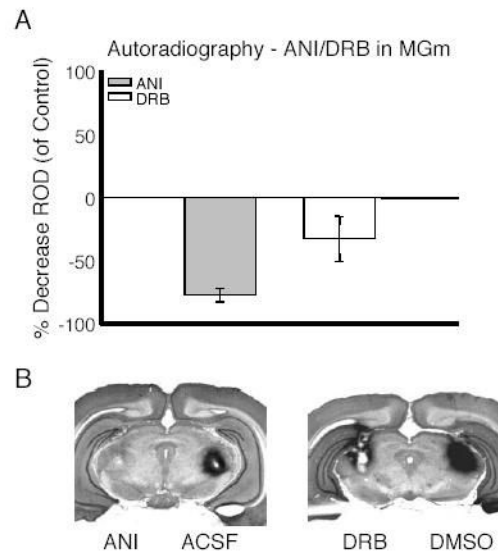 A
Autoradiography - ANI/DRB in MGm
% Decrease ROD (of Control)
100
50
0
-50
-100
ANI
DRB
B
ANI ACSF DRB DMSO